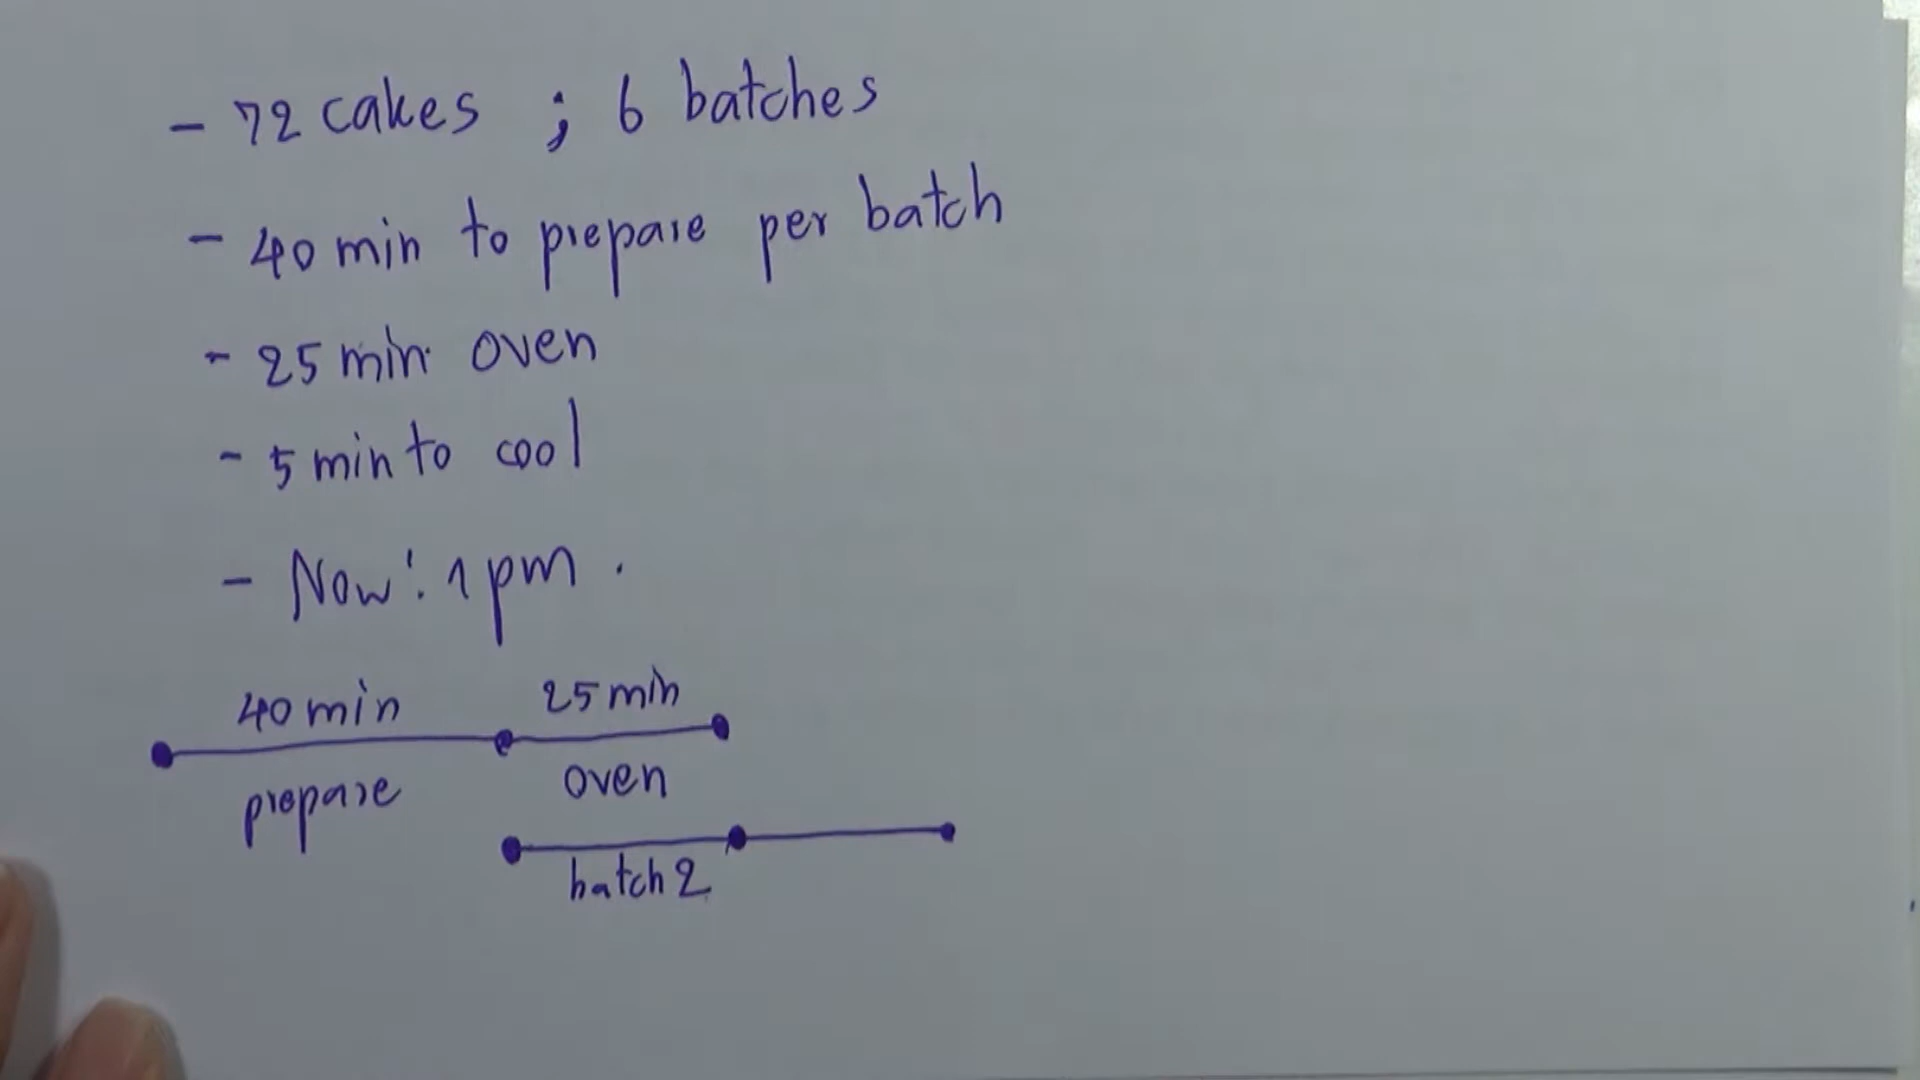 - 72 cakes ; 6 batches
- 40 min to prepare per batch
- 25 min oven
- 5 min to cool
- Now: 1 pm.
40 min 25 min
prepare oven
batch 2